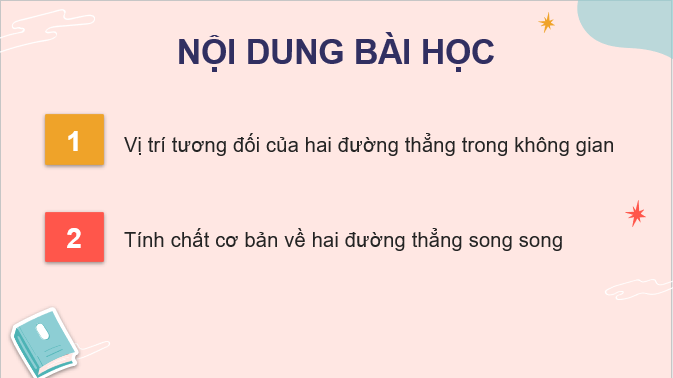 NỘI DUNG BÀI HỌC
1
Vị trí tương đối của hai đường thẳng trong không gian
2
Tính chất cơ bản về hai đường thẳng song song